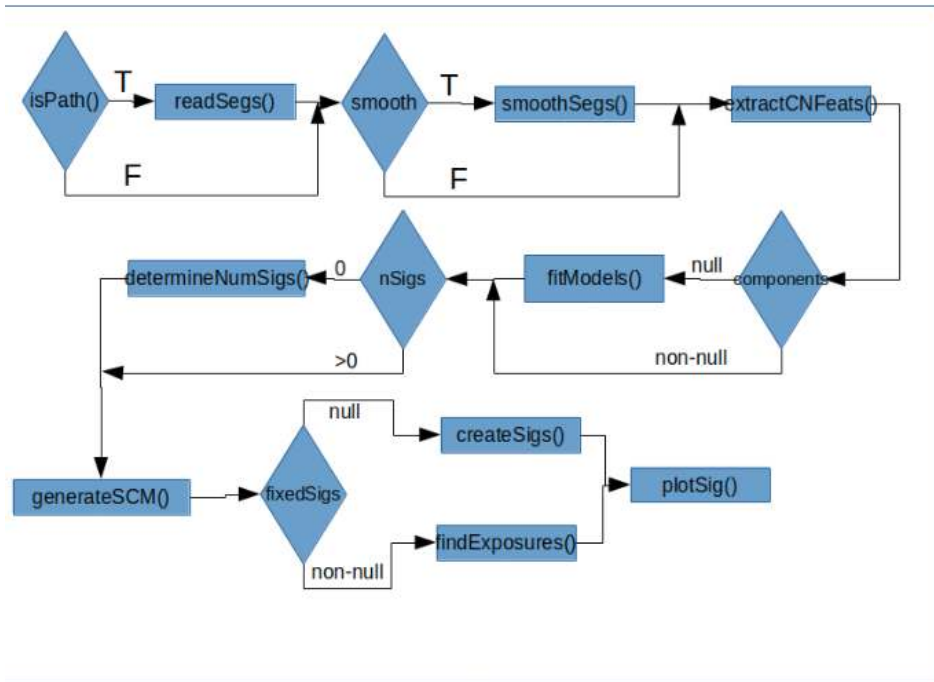 isPath()
T
readSegs()
F
smooth
T
smoothSegs()
F
extractCNFeats()
components
null
fitModels()
non-null
nSigs
0
determineNumSigs()
>0
generateSCM()
fixedSigs
null
createSigs()
non-null
findExposures()
plotSig()